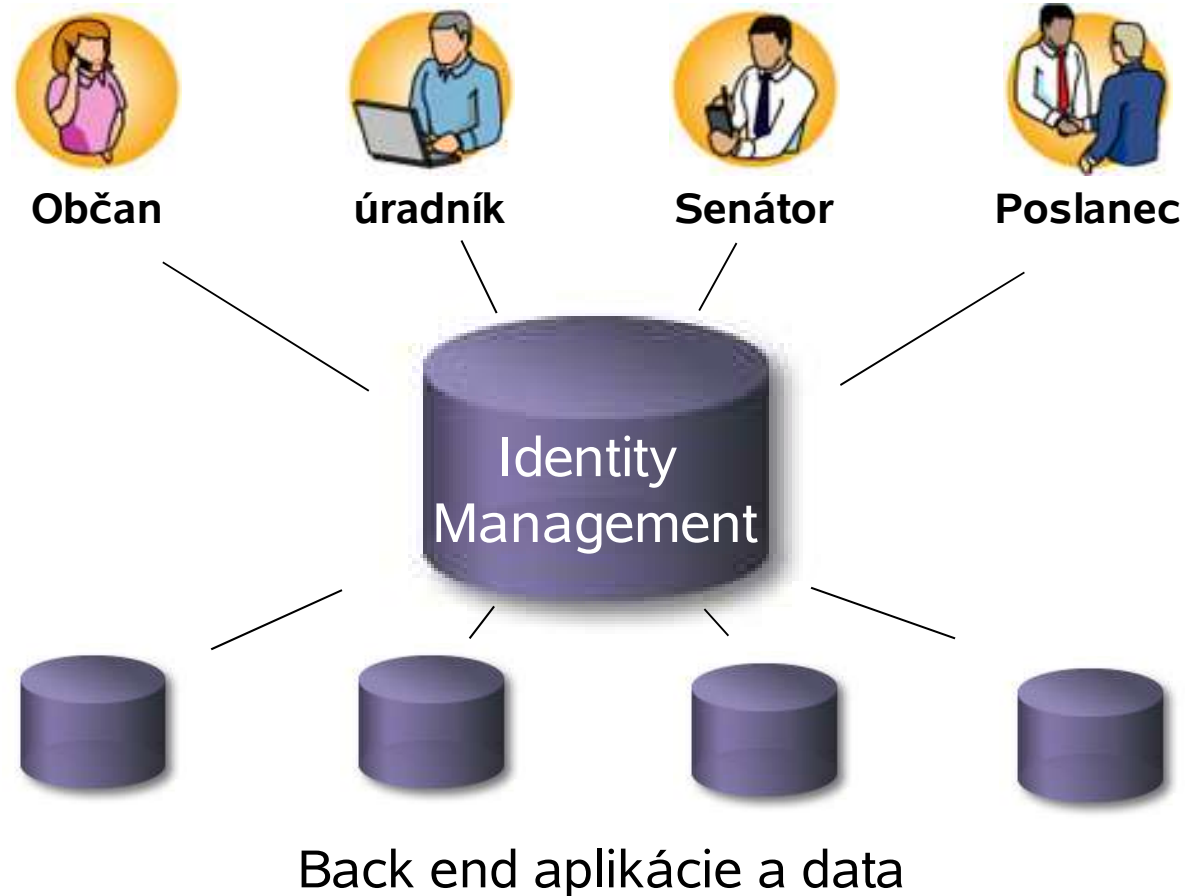 Občan
úradník
Senátor
Poslanec
Identity
Management
Back end aplikácie a data